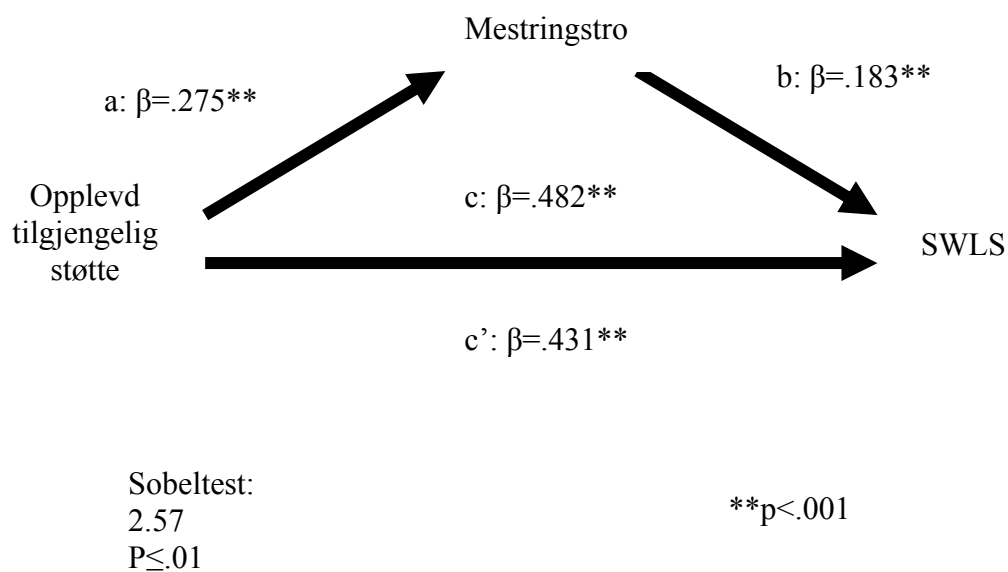 Mestringstro
a: β=.275**
b: β=.183**
Opplevd
tilgjengelig
støtte
c: β=.482**
SWLS
c’: β=.431**
Sobeltest:
2.57
P≤.01
**p<.001